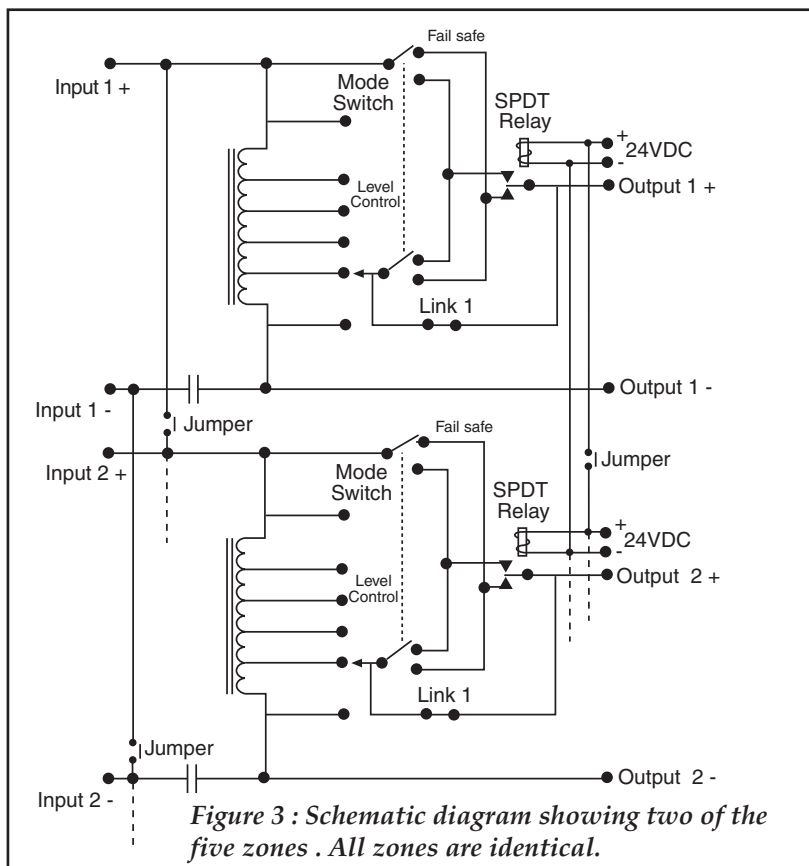 Fail safe
Input 1 +
Mode
Switch
SPDT
Relay
+
24VDC
-
Output 1 +
Level
Control
Link 1
Input 1 -
Output 1 -
Jumper
Input 2 +
Fail safe
Jumper
Mode
Switch
SPDT
Relay
+
24VDC
-
Output 2 +
Level
Control
Link 1
Jumper
Input 2 -
Output 2 -
Figure 3 : Schematic diagram showing two of the
five zones . All zones are identical.